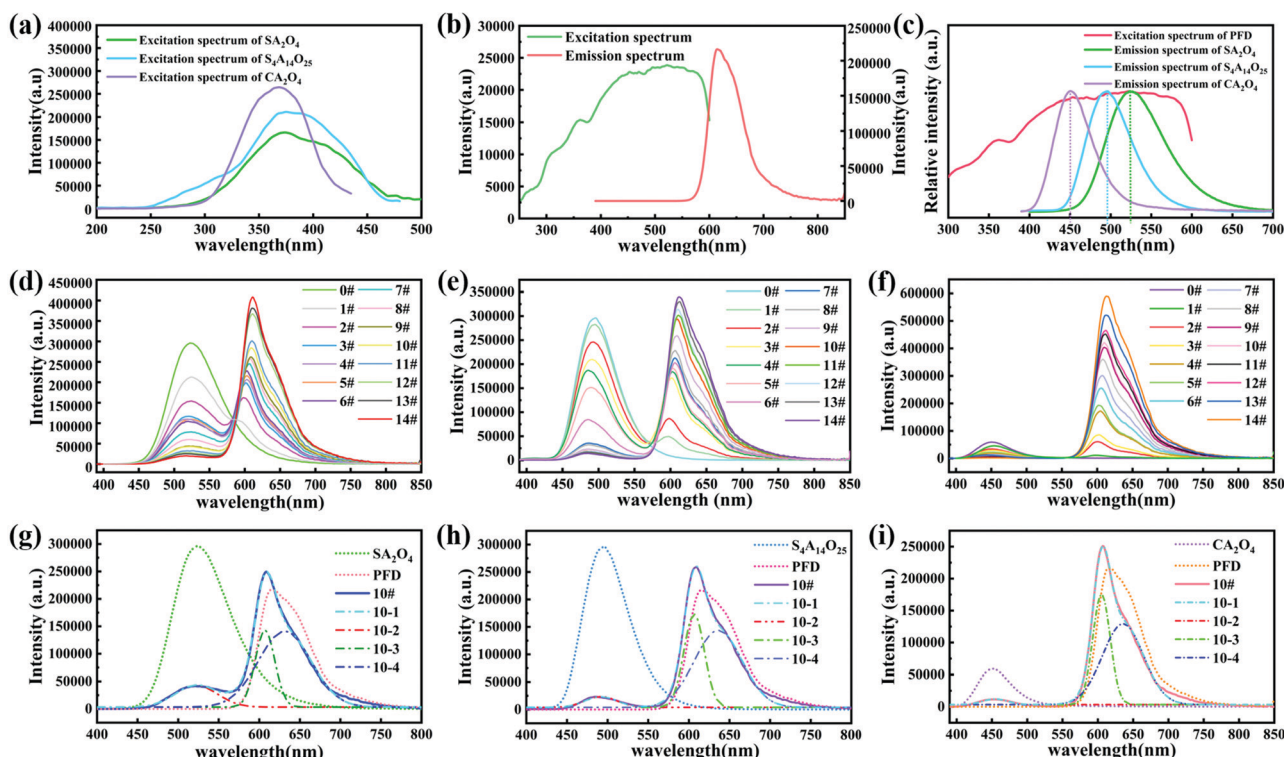 (a)
Intensity(a.u)
400000
350000
300000
250000
200000
150000
100000
50000
0
Excitation spectrum of SA₂O₄
Excitation spectrum of S₄A₁₄O₂₅
Excitation spectrum of CA₂O₄
200 300 400 500
wavelength(nm)
(b)
Intensity(a.u)
30000
27000
24000
21000
18000
15000
12000
9000
6000
3000
0
Excitation spectrum
Emission spectrum
250000
200000
150000
100000
50000
0
Intensity(a.u)
300 400 500 600 700 800
wavelength(nm)
(c)
Relative intensity (a.u.)
Excitation spectrum of PFD
Emission spectrum of SA₂O₄
Emission spectrum of S₄A₁₄O₂₅
Emission spectrum of CA₂O₄
300 400 500 600 700
wavelength(nm)
(d)
Intensity (a.u.)
450000
400000
350000
300000
250000
200000
150000
100000
50000
0
0# 7#
1# 8#
2# 9#
3# 10#
4# 11#
5# 12#
6# 13#
14#
400 450 500 550 600 650 700 750 800 850
wavelength(nm)
(e)
Intensity (a.u.)
350000
300000
250000
200000
150000
100000
50000
0
0# 7#
1# 8#
2# 9#
3# 10#
4# 11#
5# 12#
6# 13#
14#
400 450 500 550 600 650 700 750 800 850
wavelength(nm)
(f)
Intensity (a.u.)
600000
500000
400000
300000
200000
100000
0
0# 7#
1# 8#
2# 9#
3# 10#
4# 11#
5# 12#
6# 13#
14#
400 450 500 550 600 650 700 750 800 850
wavelength(nm)
(g)
Intensity (a.u.)
300000
250000
200000
150000
100000
50000
0
SA₂O₄
PFD
10#
10-1
10-2
10-3
10-4
400 450 500 550 600 650 700 750 800
wavelength(nm)
(h)
Intensity (a.u.)
300000
250000
200000
150000
100000
50000
0
S₄A₁₄O₂₅
PFD
10#
10-1
10-2
10-3
10-4
400 450 500 550 600 650 700 750 800
wavelength(nm)
(i)
Intensity (a.u.)
250000
200000
150000
100000
50000
0
CA₂O₄
PFD
10#
10-1
10-2
10-3
10-4
400 450 500 550 600 650 700 750 800 850
wavelength(nm)